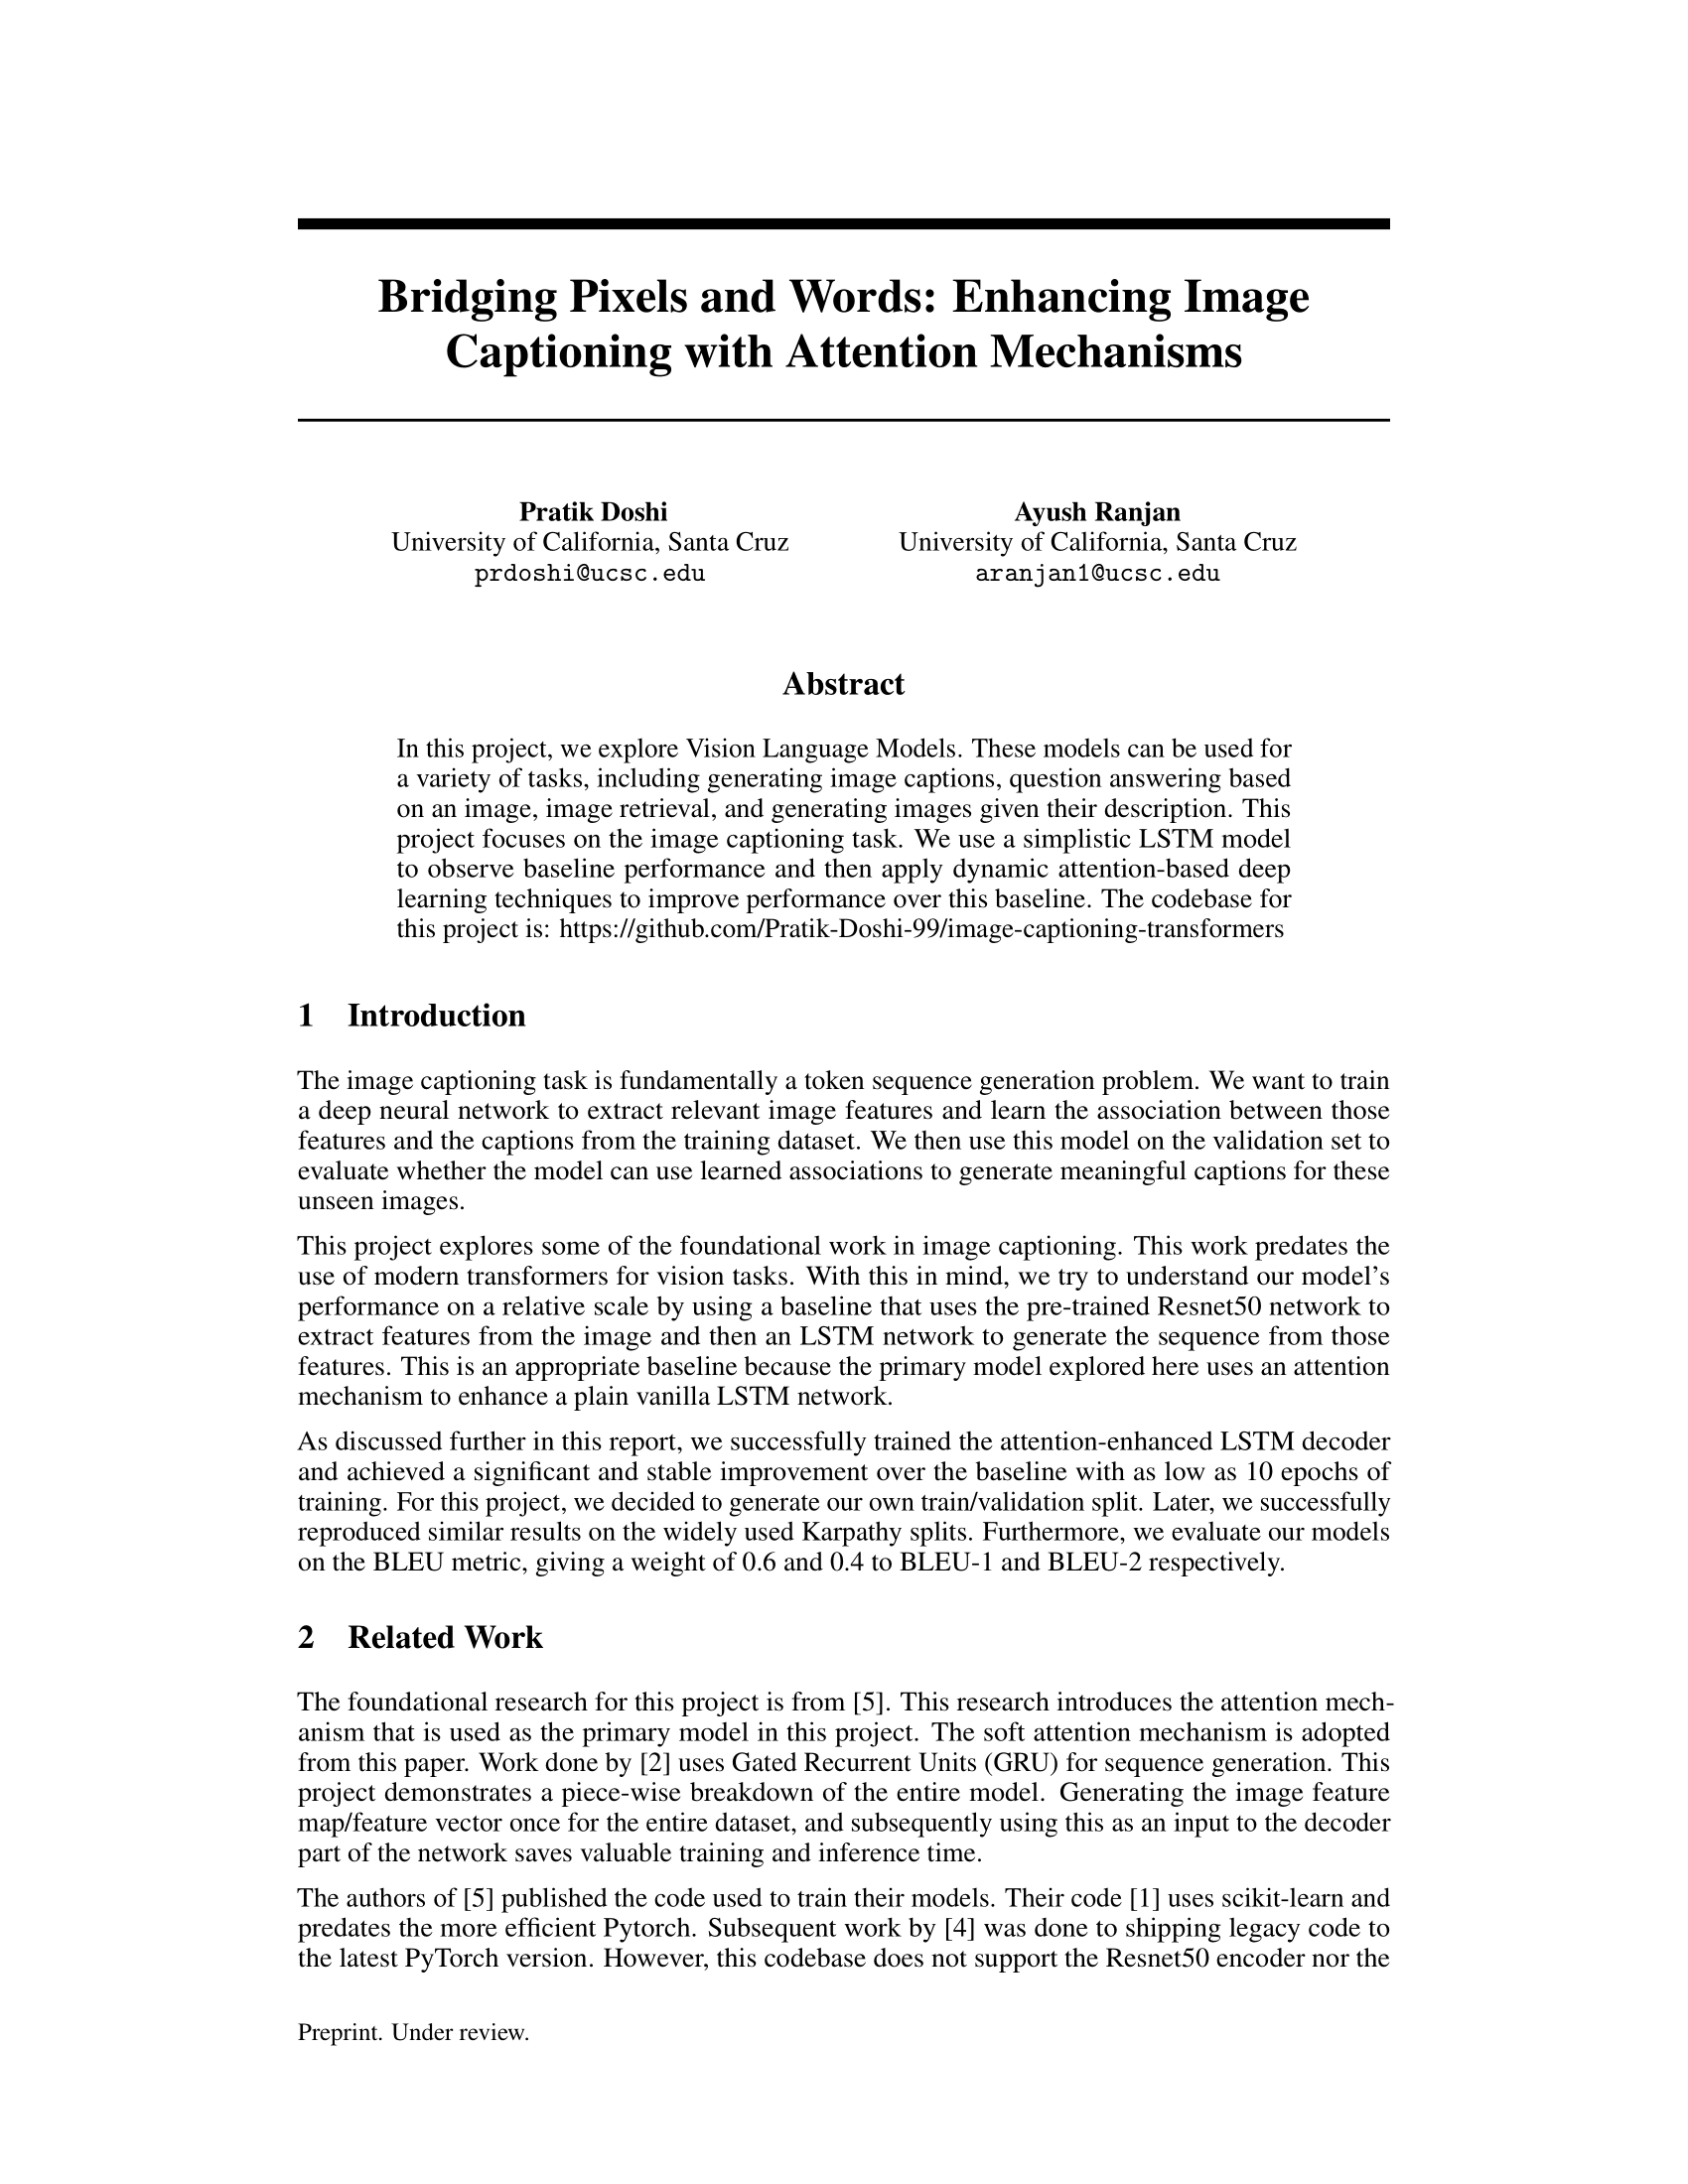 Bridging Pixels and Words: Enhancing Image
Captioning with Attention Mechanisms
Pratik Doshi
University of California, Santa Cruz
prdoshi@ucsc.edu
Ayush Ranjan
University of California, Santa Cruz
aranjan1@ucsc.edu
Abstract
In this project, we explore Vision Language Models. These models can be used for
a variety of tasks, including generating image captions, question answering based
on an image, image retrieval, and generating images given their description. This
project focuses on the image captioning task. We use a simplistic LSTM model
to observe baseline performance and then apply dynamic attention-based deep
learning techniques to improve performance over this baseline. The codebase for
this project is: https://github.com/Pratik-Doshi-99/image-captioning-transformers
1 Introduction
The image captioning task is fundamentally a token sequence generation problem. We want to train
a deep neural network to extract relevant image features and learn the association between those
features and the captions from the training dataset. We then use this model on the validation set to
evaluate whether the model can use learned associations to generate meaningful captions for these
unseen images.
This project explores some of the foundational work in image captioning. This work predates the
use of modern transformers for vision tasks. With this in mind, we try to understand our model's
performance on a relative scale by using a baseline that uses the pre-trained Resnet50 network to
extract features from the image and then an LSTM network to generate the sequence from those
features. This is an appropriate baseline because the primary model explored here uses an attention
mechanism to enhance a plain vanilla LSTM network.
As discussed further in this report, we successfully trained the attention-enhanced LSTM decoder
and achieved a significant and stable improvement over the baseline with as low as 10 epochs of
training. For this project, we decided to generate our own train/validation split. Later, we successfully
reproduced similar results on the widely used Karpathy splits. Furthermore, we evaluate our models
on the BLEU metric, giving a weight of 0.6 and 0.4 to BLEU-1 and BLEU-2 respectively.
2 Related Work
The foundational research for this project is from [5]. This research introduces the attention mech-
anism that is used as the primary model in this project. The soft attention mechanism is adopted
from this paper. Work done by [2] uses Gated Recurrent Units (GRU) for sequence generation. This
project demonstrates a piece-wise breakdown of the entire model. Generating the image feature
map/feature vector once for the entire dataset, and subsequently using this as an input to the decoder
part of the network saves valuable training and inference time.
The authors of [5] published the code used to train their models. Their code [1] uses scikit-learn and
predates the more efficient Pytorch. Subsequent work by [4] was done to shipping legacy code to
the latest PyTorch version. However, this codebase does not support the Resnet50 encoder nor the
Preprint. Under review.